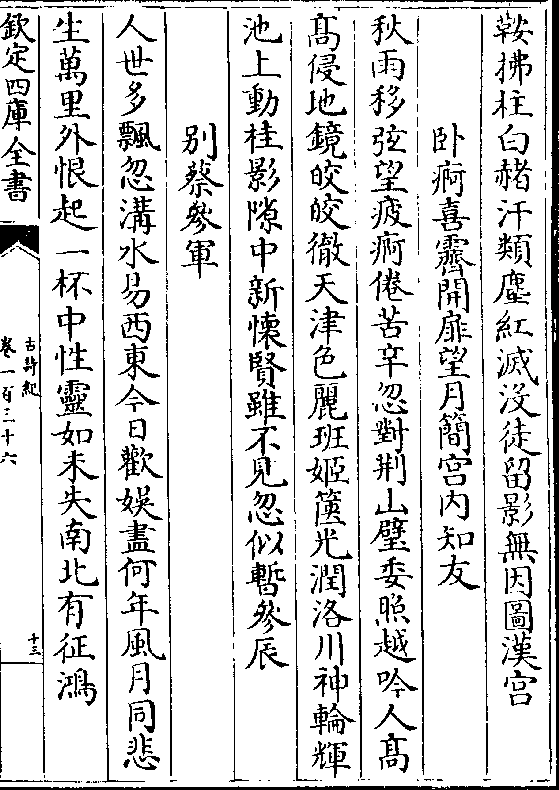 鞍拂柱白赭汗類塵紅滅沒徒留影無因圖漢宫
卧痾喜霽開扉望月簡宫内知友
秋雨移弦望疲痾倦苦辛忽對荆山璧委照越吟人髙
髙侵地鏡皎皎徹天津色麗班姬篋光潤洛川神輪輝
池上動桂影隙中新懷賢雖不見忽似暫參辰
别蔡參軍
人世多飄忽溝水易西東今日歡娱盡何年風月同悲
生萬里外恨起一杯中性靈如未失南北有征鴻
欽定四庫全書
古詩紀
卷一百三十六
十三